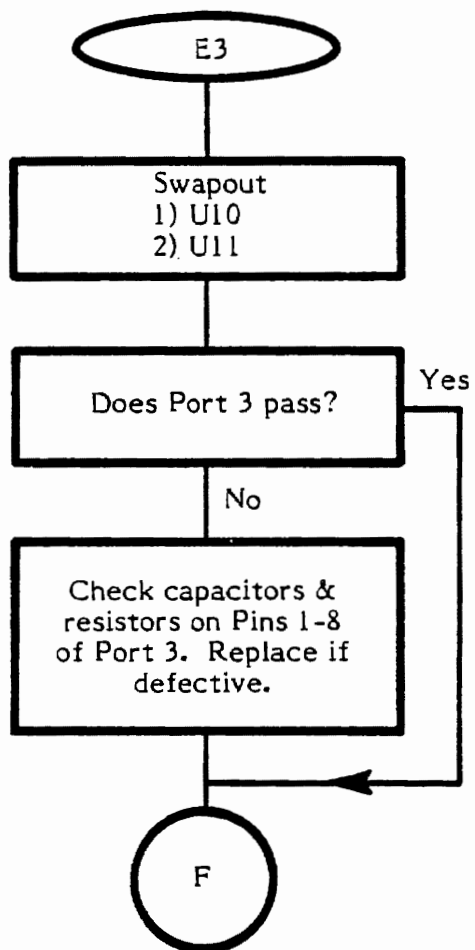 E3
Swapout
1) U10
2) U11
Does Port 3 pass?
Yes
No
Check capacitors &
resistors on Pins 1-8
of Port 3. Replace if
defective.
F